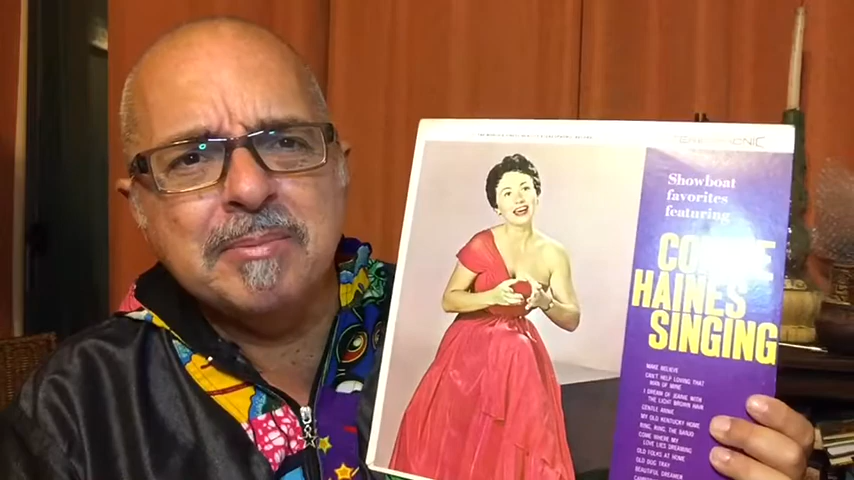 Showboat
favorites
featuring
CONNIE
HAINES
SINGING
MAKE BELIEVE
CAN'T HELP LOVING THAT
MAN OF MINE
I DREAM OF JEANIE WITH
THE LIGHT BROWN HAIR
GENTLE ANNIE
MY OLD KENTUCKY HOME
RING, RING, THE BANJO
COME WHERE MY
LOVE LIES DREAMING
OLD FOLKS AT HOME
OLD DOG TRAY
BEAUTIFUL DREAMER